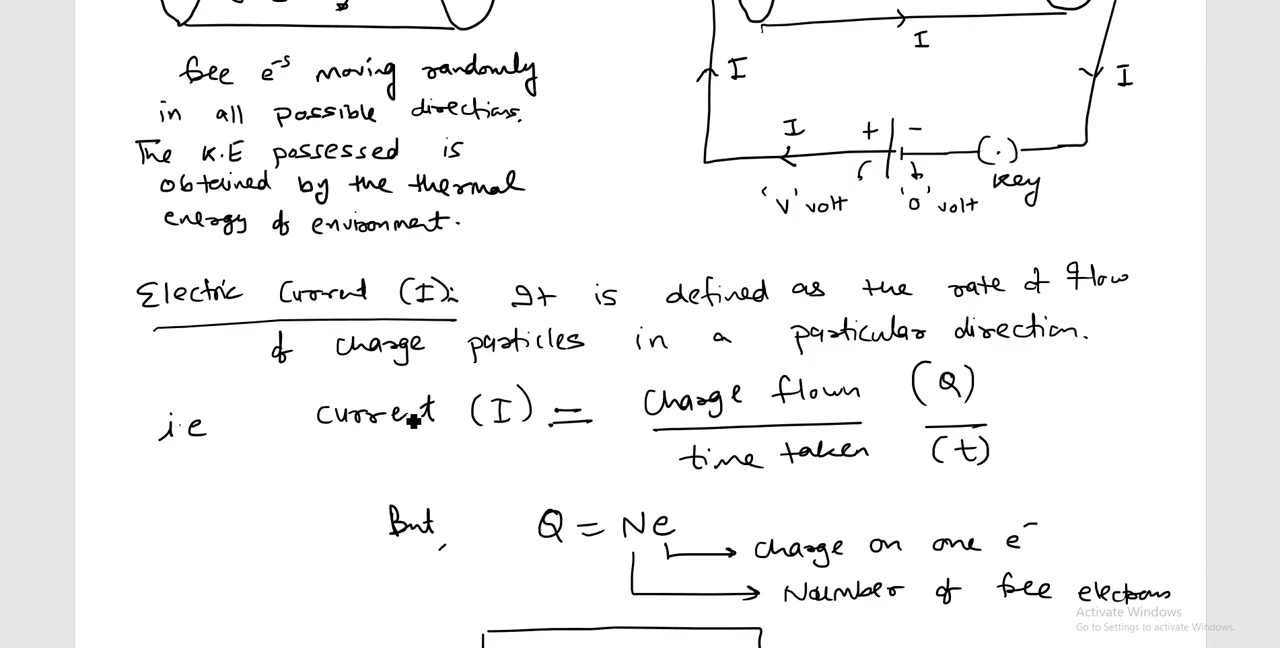 free e⁻ˢ moving randomly
in all possible directions.
The K.E possessed is
obtained by the thermal
energy of environment.
I
I
I
I
+ -
'V' volt
'0' volt
key
Electric Current (I): It is defined as the rate of flow
of charge particles in a particular direction.
i.e current (I) = charge flown (Q)
time taken (t)
But, Q = Ne
charge on one e⁻
Number of free electrons
Activate Windows
Go to Settings to activate Windows.